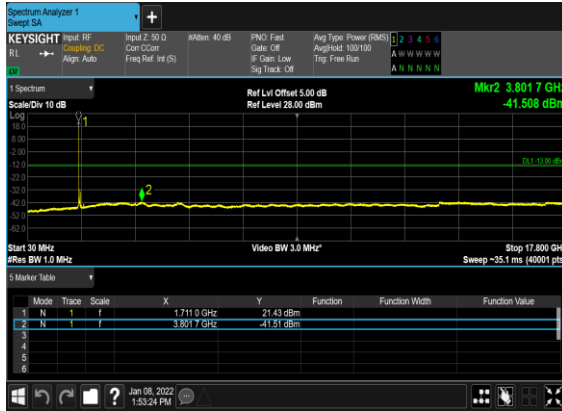 Spectrum Analyzer 1
Swept SA
+
KEYSIGHT Input: RF Input Z: 50 Ω #Atten: 40 dB PNO: Fast Avg Type: Power (RMS) 1 2 3 4 5 6
RL Coupling: DC Corr CCorr Gate: Off Avg|Hold: 100/100 A W W W W W
Align: Auto Freq Ref: Int (S) IF Gain: Low Trig: Free Run
LU Sig Track: Off A N N N N N
1 Spectrum Ref Lvl Offset 5.00 dB Mkr2 3.801 7 GHz
Scale/Div 10 dB Ref Level 28.00 dBm -41.508 dBm
Log
18.0 1
8.00
-2.00
-12.0 DL1 -13.00 dBm
-22.0
-32.0 2
-42.0
-52.0
-62.0
Start 30 MHz Video BW 3.0 MHz* Stop 17.800 GHz
#Res BW 1.0 MHz Sweep ~35.1 ms (40001 pts)
5 Marker Table
Mode Trace Scale X Y Function Function Width Function Value
1 N 1 f 1.711 0 GHz 21.43 dBm
2 N 1 f 3.801 7 GHz -41.51 dBm
3
4
5
6
? Jan 08, 2022
1:53:24 PM